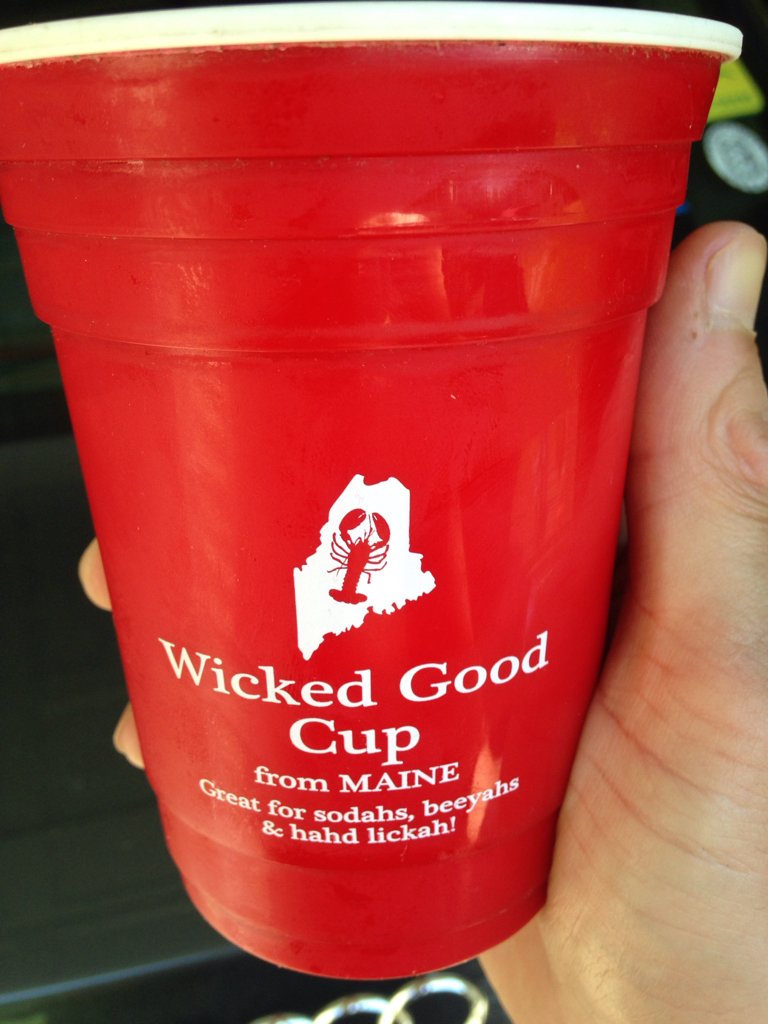 Wicked Good
Cup
from MAINE
Great for sodahs, beeyahs
& hahd lickah!